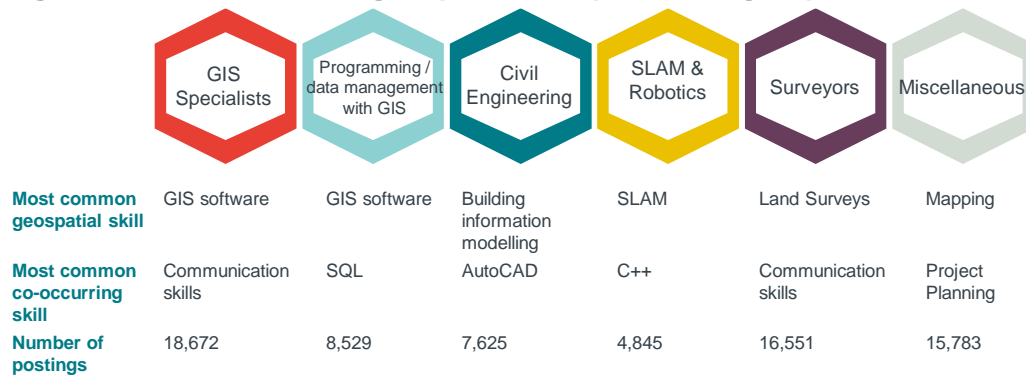 GIS
Specialists
Programming /
data management
with GIS
Civil
Engineering
SLAM &
Robotics
Surveyors
Miscellaneous
Most common
geospatial skill
GIS software
GIS software
Building
information
modelling
SLAM
Land Surveys
Mapping
Most common
co-occurring
skill
Communication
skills
SQL
AutoCAD
C++
Communication
skills
Project
Planning
Number of
postings
18,672
8,529
7,625
4,845
16,551
15,783